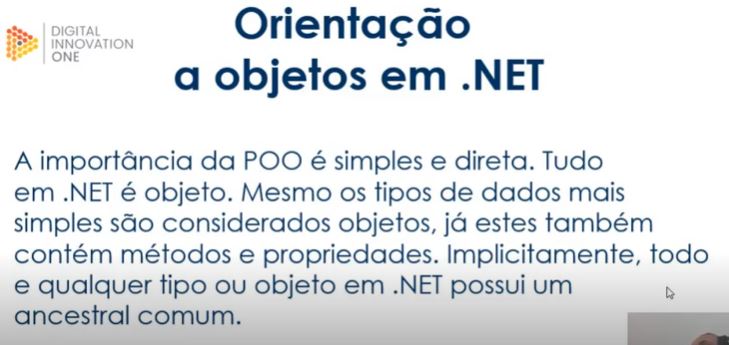 DIGITAL
INNOVATION
ONE
Orientação
a objetos em .NET
A importância da POO é simples e direta. Tudo
em .NET é objeto. Mesmo os tipos de dados mais
simples são considerados objetos, já estes também
contém métodos e propriedades. Implicitamente, todo
e qualquer tipo ou objeto em .NET possui um
ancestral comum.